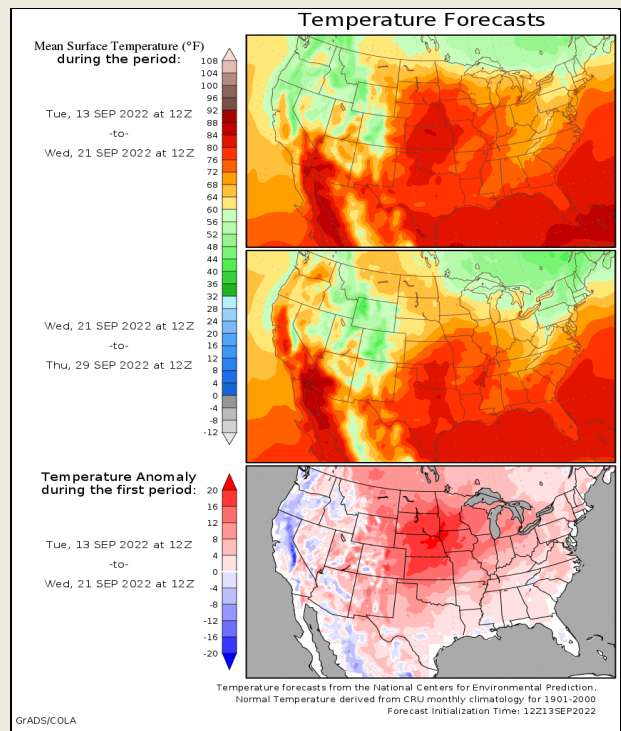 Temperature Forecasts
Mean Surface Temperature (°F)
during the period:
Tue, 13 SEP 2022 at 12Z
-to-
Wed, 21 SEP 2022 at 12Z
108
104
100
96
92
88
84
80
76
72
68
64
60
56
52
48
44
40
36
32
28
24
20
16
12
8
4
0
-4
-8
-12
Wed, 21 SEP 2022 at 12Z
-to-
Thu, 29 SEP 2022 at 12Z
Temperature Anomaly
during the first period:
Tue, 13 SEP 2022 at 12Z
-to-
Wed, 21 SEP 2022 at 12Z
20
16
12
8
4
0
-4
-8
-12
-16
-20
Temperature forecasts from the National Centers for Environmental Prediction.
Normal Temperature derived from CRU monthly climatology for 1901-2000
Forecast Initialization Time: 12Z13SEP2022
GrADS/COLA